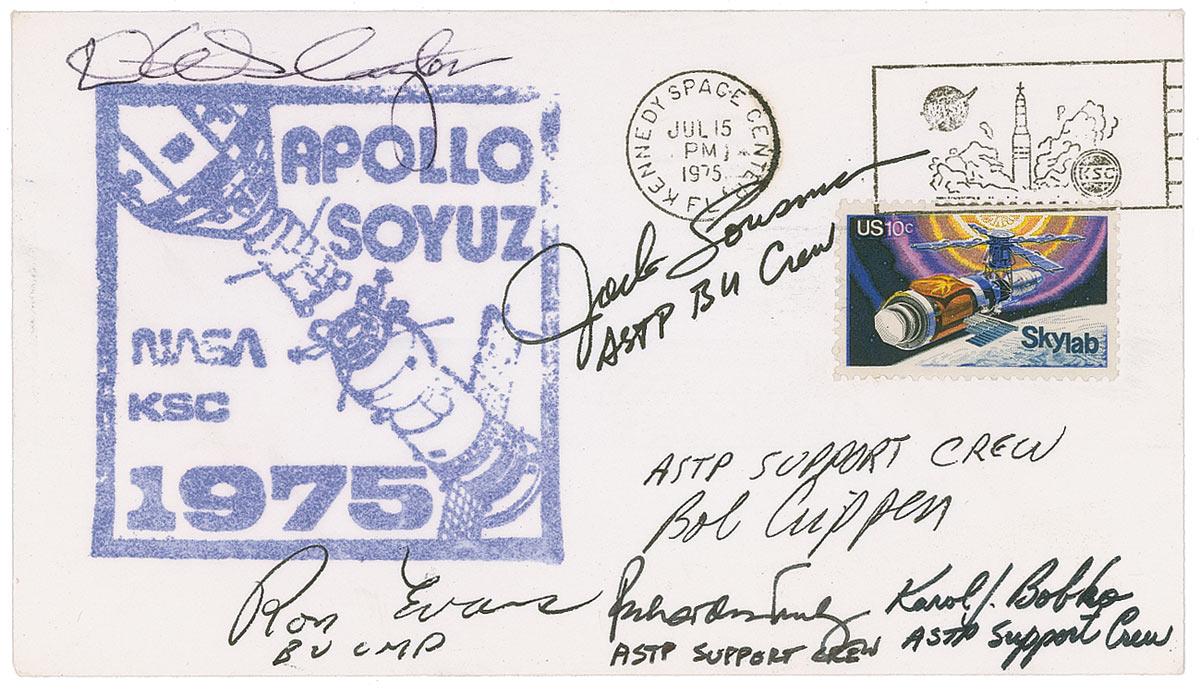 D K Slayton
APOLLO
SOYUZ
NASA
KSC
1975
KENNEDY SPACE CENTER
JUL 15
PM
1975
FL
KSC
US 10c
Skylab
Jack Lousma
ASTP BU Crew
ASTP SUPPORT CREW
Bob Crippen
Ron Evans
BU CMP
ASTP SUPPORT CREW
Karol J. Bobko
ASTP Support Crew